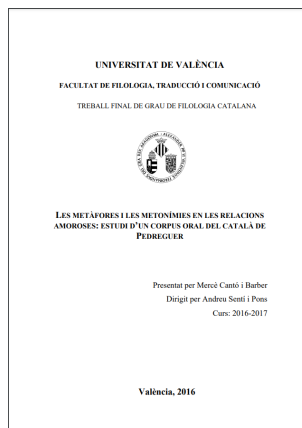 UNIVERSITAT DE VALÈNCIA
FACULTAT DE FILOLOGIA, TRADUCCIÓ I COMUNICACIÓ
TREBALL FINAL DE GRAU DE FILOLOGIA CATALANA
LES METÀFORES I LES METONÍMIES EN LES RELACIONS
AMOROSES: ESTUDI D'UN CORPUS ORAL DEL CATALÀ DE
PEDREGUER
Presentat per Mercè Cantó i Barber
Dirigit per Andreu Sentí i Pons
Curs: 2016-2017
València, 2016